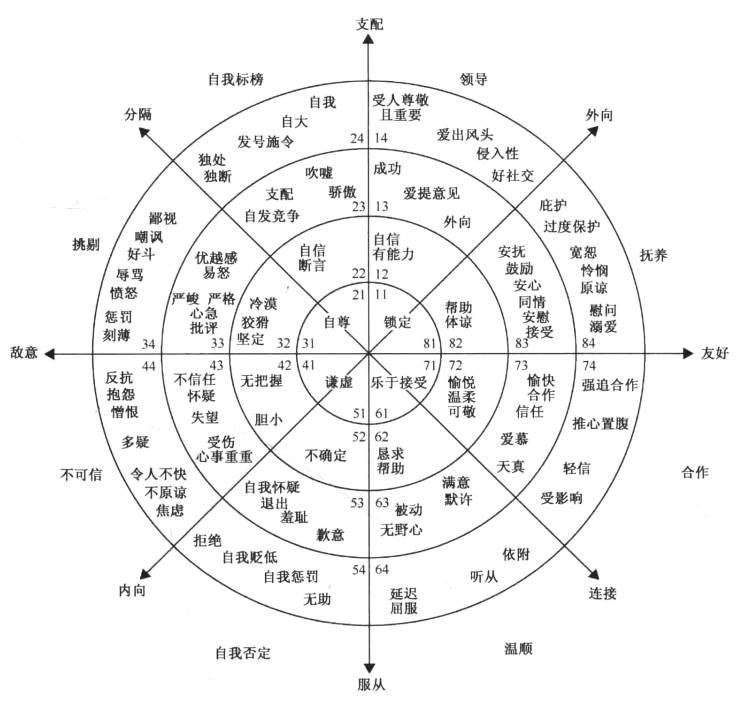 支配
自我标榜
领导
分隔
外向
自我
自大
发号施令
24
14
受人尊敬
且重要
爱出风头
侵入性
好社交
独处
独断
吹嘘
支配
骄傲
自发竞争
23
13
成功
爱提意见
外向
庇护
过度保护
挑剔
鄙视
嘲讽
好斗
辱骂
愤怒
惩罚
刻薄
34
优越感
易怒
严峻 严格
心急
批评
33
自信
断言
22
12
自信
有能力
安抚
鼓励
安心
同情
安慰
接受
83
宽恕
怜悯
原谅
慰问
溺爱
84
抚养
冷漠
狡猾
坚定
32
21
11
自尊
锁定
31
81
帮助
体谅
82
敌意
友好
44
反抗
抱怨
憎恨
多疑
令人不快
不原谅
焦虑
43
不信任
怀疑
失望
受伤
心事重重
42
无把握
胆小
41
谦虚
51
71
乐于接受
61
72
愉悦
温柔
可敬
73
愉快
合作
信任
爱慕
天真
74
强追合作
推心置腹
轻信
受影响
不可信
合作
52
62
不确定
恳求
帮助
自我怀疑
退出
羞耻
歉意
53
63
被动
无野心
满意
默许
拒绝
自我贬低
自我惩罚
无助
54
64
延迟
屈服
听从
依附
内向
连接
自我否定
温顺
服从